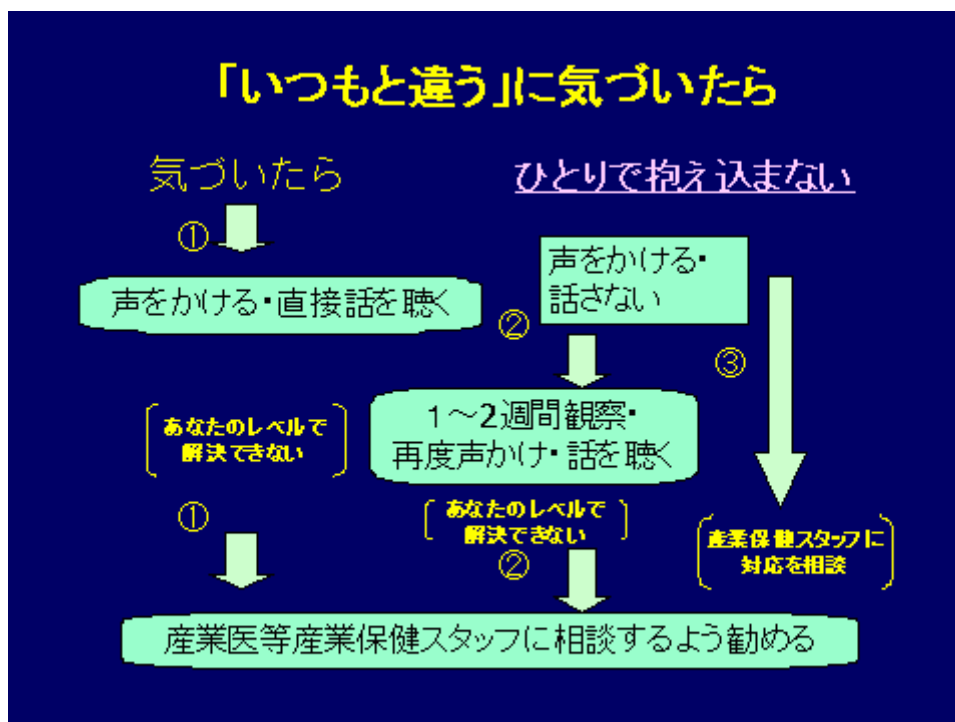 「いつもと違う」に気づいたら
気づいたら
ひとりで抱え込まない
①
声をかける・直接話を聴く
声をかける・
話さない
②
③
1～2週間観察・
再度声かけ・話を聴く
あなたのレベルで
解決できない
①
あなたのレベルで
解決できない
②
産業保健スタッフに
対応を相談
産業医等産業保健スタッフに相談するよう勧める